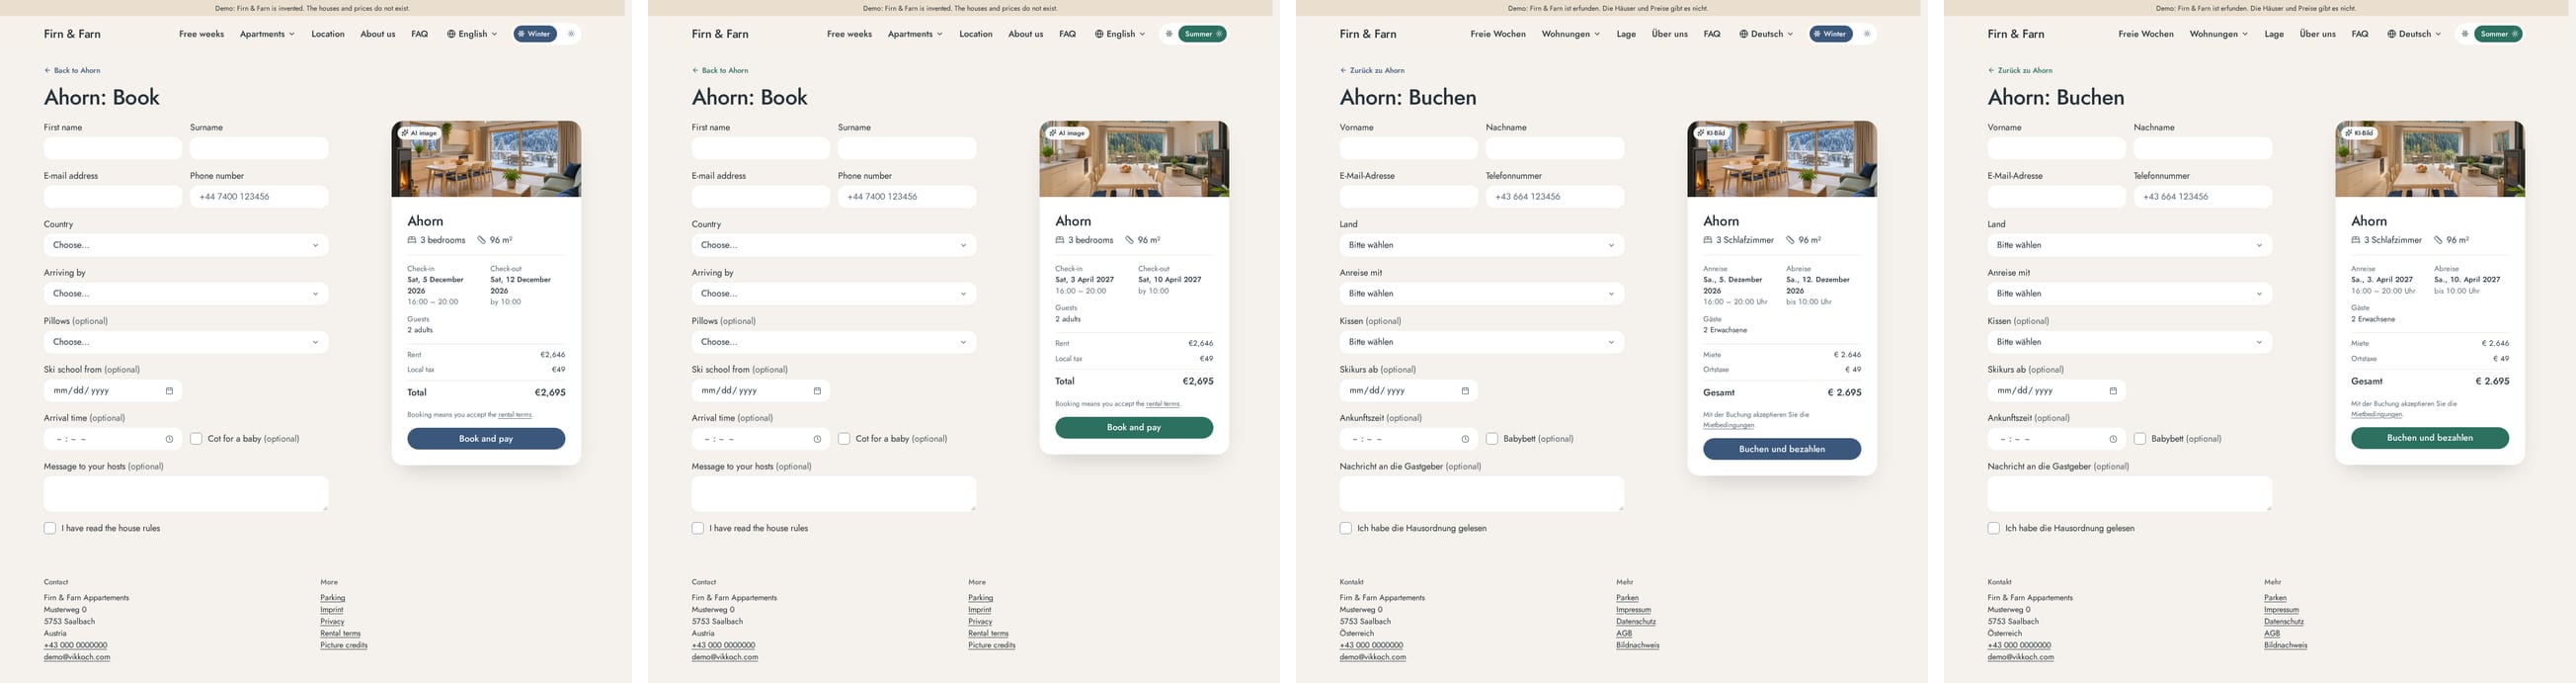 Demo: Firn & Farn is invented. The houses and prices do not exist.
Firn & Farn
Free weeks
Apartments
Location
About us
FAQ
English
Winter
Back to Ahorn
Ahorn: Book
First name
Surname
E-mail address
Phone number
+44 7400 123456
Country
Choose...
Arriving by
Choose...
Pillows (optional)
Choose...
Ski school from (optional)
mm/dd/yyyy
Arrival time (optional)
- : - -
Cot for a baby (optional)
Message to your hosts (optional)
I have read the house rules
AI image
Ahorn
3 bedrooms
96 m²
Check-in
Sat, 5 December
2026
16:00 – 20:00
Check-out
Sat, 12 December
2026
by 10:00
Guests
2 adults
Rent €2,646
Local tax €49
Total €2,695
Booking means you accept the rental terms.
Book and pay
Contact
Firn & Farn Appartements
Musterweg 0
5753 Saalbach
Austria
+43 000 0000000
demo@vikkoch.com
More
Parking
Imprint
Privacy
Rental terms
Picture credits
Demo: Firn & Farn is invented. The houses and prices do not exist.
Firn & Farn
Free weeks
Apartments
Location
About us
FAQ
English
Summer
Back to Ahorn
Ahorn: Book
First name
Surname
E-mail address
Phone number
+44 7400 123456
Country
Choose...
Arriving by
Choose...
Pillows (optional)
Choose...
Ski school from (optional)
mm/dd/yyyy
Arrival time (optional)
- : - -
Cot for a baby (optional)
Message to your hosts (optional)
I have read the house rules
AI image
Ahorn
3 bedrooms
96 m²
Check-in
Sat, 3 April 2027
16:00 – 20:00
Check-out
Sat, 10 April 2027
by 10:00
Guests
2 adults
Rent €2,646
Local tax €49
Total €2,695
Booking means you accept the rental terms.
Book and pay
Contact
Firn & Farn Appartements
Musterweg 0
5753 Saalbach
Austria
+43 000 0000000
demo@vikkoch.com
More
Parking
Imprint
Privacy
Rental terms
Picture credits
Demo: Firn & Farn ist erfunden. Die Häuser und Preise gibt es nicht.
Firn & Farn
Freie Wochen
Wohnungen
Lage
Über uns
FAQ
Deutsch
Winter
Zurück zu Ahorn
Ahorn: Buchen
Vorname
Nachname
E-Mail-Adresse
Telefonnummer
+43 664 123456
Land
Bitte wählen
Anreise mit
Bitte wählen
Kissen (optional)
Bitte wählen
Skikurs ab (optional)
mm/dd/yyyy
Ankunftszeit (optional)
- : - -
Babybett (optional)
Nachricht an die Gastgeber (optional)
Ich habe die Hausordnung gelesen
KI-Bild
Ahorn
3 Schlafzimmer
96 m²
Anreise
Sa., 5. Dezember
2026
16:00 – 20:00 Uhr
Abreise
Sa., 12. Dezember
2026
bis 10:00 Uhr
Gäste
2 Erwachsene
Miete € 2.646
Ortstaxe € 49
Gesamt € 2.695
Mit der Buchung akzeptieren Sie die
Mietbedingungen.
Buchen und bezahlen
Kontakt
Firn & Farn Appartements
Musterweg 0
5753 Saalbach
Österreich
+43 000 0000000
demo@vikkoch.com
Mehr
Parken
Impressum
Datenschutz
AGB
Bildnachweis
Demo: Firn & Farn ist erfunden. Die Häuser und Preise gibt es nicht.
Firn & Farn
Freie Wochen
Wohnungen
Lage
Über uns
FAQ
Deutsch
Sommer
Zurück zu Ahorn
Ahorn: Buchen
Vorname
Nachname
E-Mail-Adresse
Telefonnummer
+43 664 123456
Land
Bitte wählen
Anreise mit
Bitte wählen
Kissen (optional)
Bitte wählen
Skikurs ab (optional)
mm/dd/yyyy
Ankunftszeit (optional)
- : - -
Babybett (optional)
Nachricht an die Gastgeber (optional)
Ich habe die Hausordnung gelesen
KI-Bild
Ahorn
3 Schlafzimmer
96 m²
Anreise
Sa., 3. April 2027
16:00 – 20:00 Uhr
Abreise
Sa., 10. April 2027
bis 10:00 Uhr
Gäste
2 Erwachsene
Miete € 2.646
Ortstaxe € 49
Gesamt € 2.695
Mit der Buchung akzeptieren Sie die
Mietbedingungen.
Buchen und bezahlen
Kontakt
Firn & Farn Appartements
Musterweg 0
5753 Saalbach
Österreich
+43 000 0000000
demo@vikkoch.com
Mehr
Parken
Impressum
Datenschutz
AGB
Bildnachweis